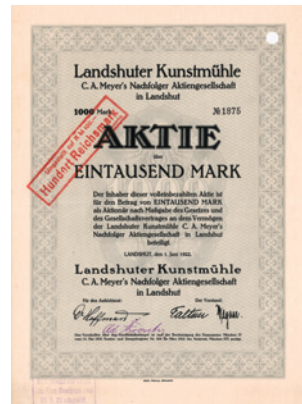 Landshuter Kunstmühle
C. A. Meyer's Nachfolger Aktiengesellschaft
in Landshut
1000 Mark
№ 1875
Hundert Reichsmark
AKTIE
über
EINTAUSEND MARK
Der Inhaber dieser volleinbezahlten Aktie ist
für den Betrag von EINTAUSEND MARK
als Aktionär nach Maßgabe des Gesetzes und
des Gesellschaftsvertrages an dem Vermögen
der Landshuter Kunstmühle C. A. Meyer's
Nachfolger Aktiengesellschaft in Landshut
beteiligt.
LANDSHUT, den 1. Juni 1922.
Landshuter Kunstmühle
C. A. Meyer's Nachfolger Aktiengesellschaft
in Landshut
Für den Aufsichtsrat:
Der Vorstand: